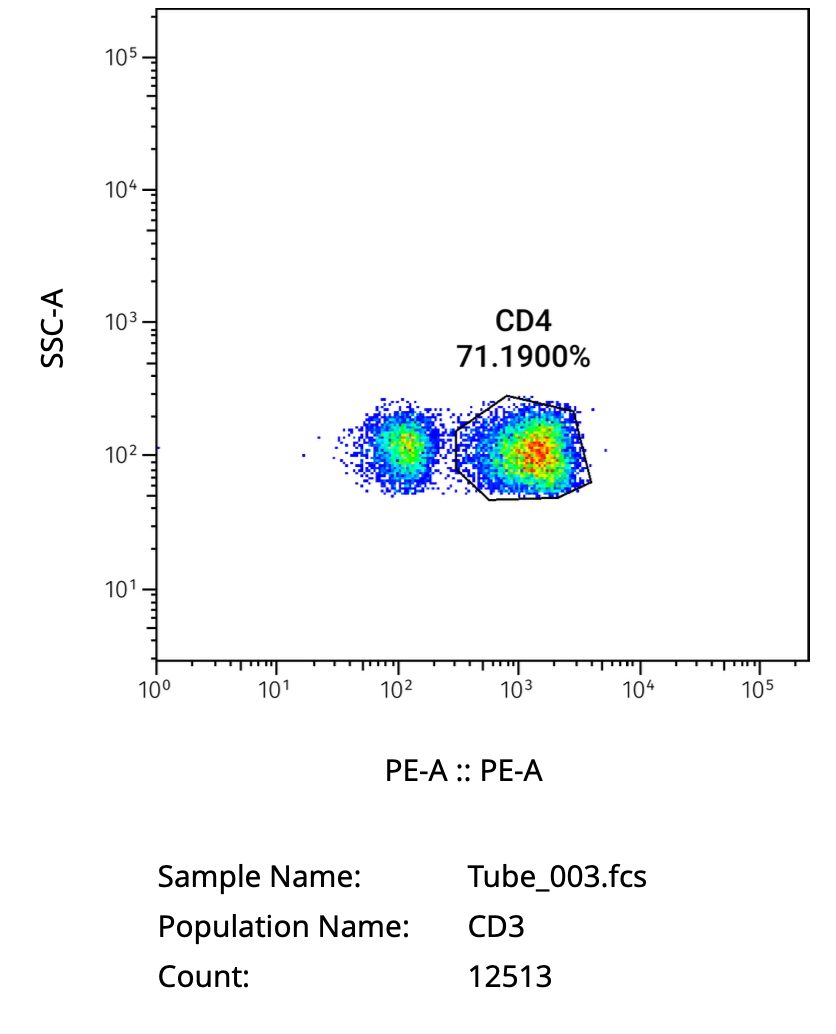 10⁵
10⁴
SSC-A
10³
CD4
71.1900%
10²
10¹
10⁰ 10¹ 10² 10³ 10⁴ 10⁵
PE-A :: PE-A
Sample Name: Tube_003.fcs
Population Name: CD3
Count: 12513